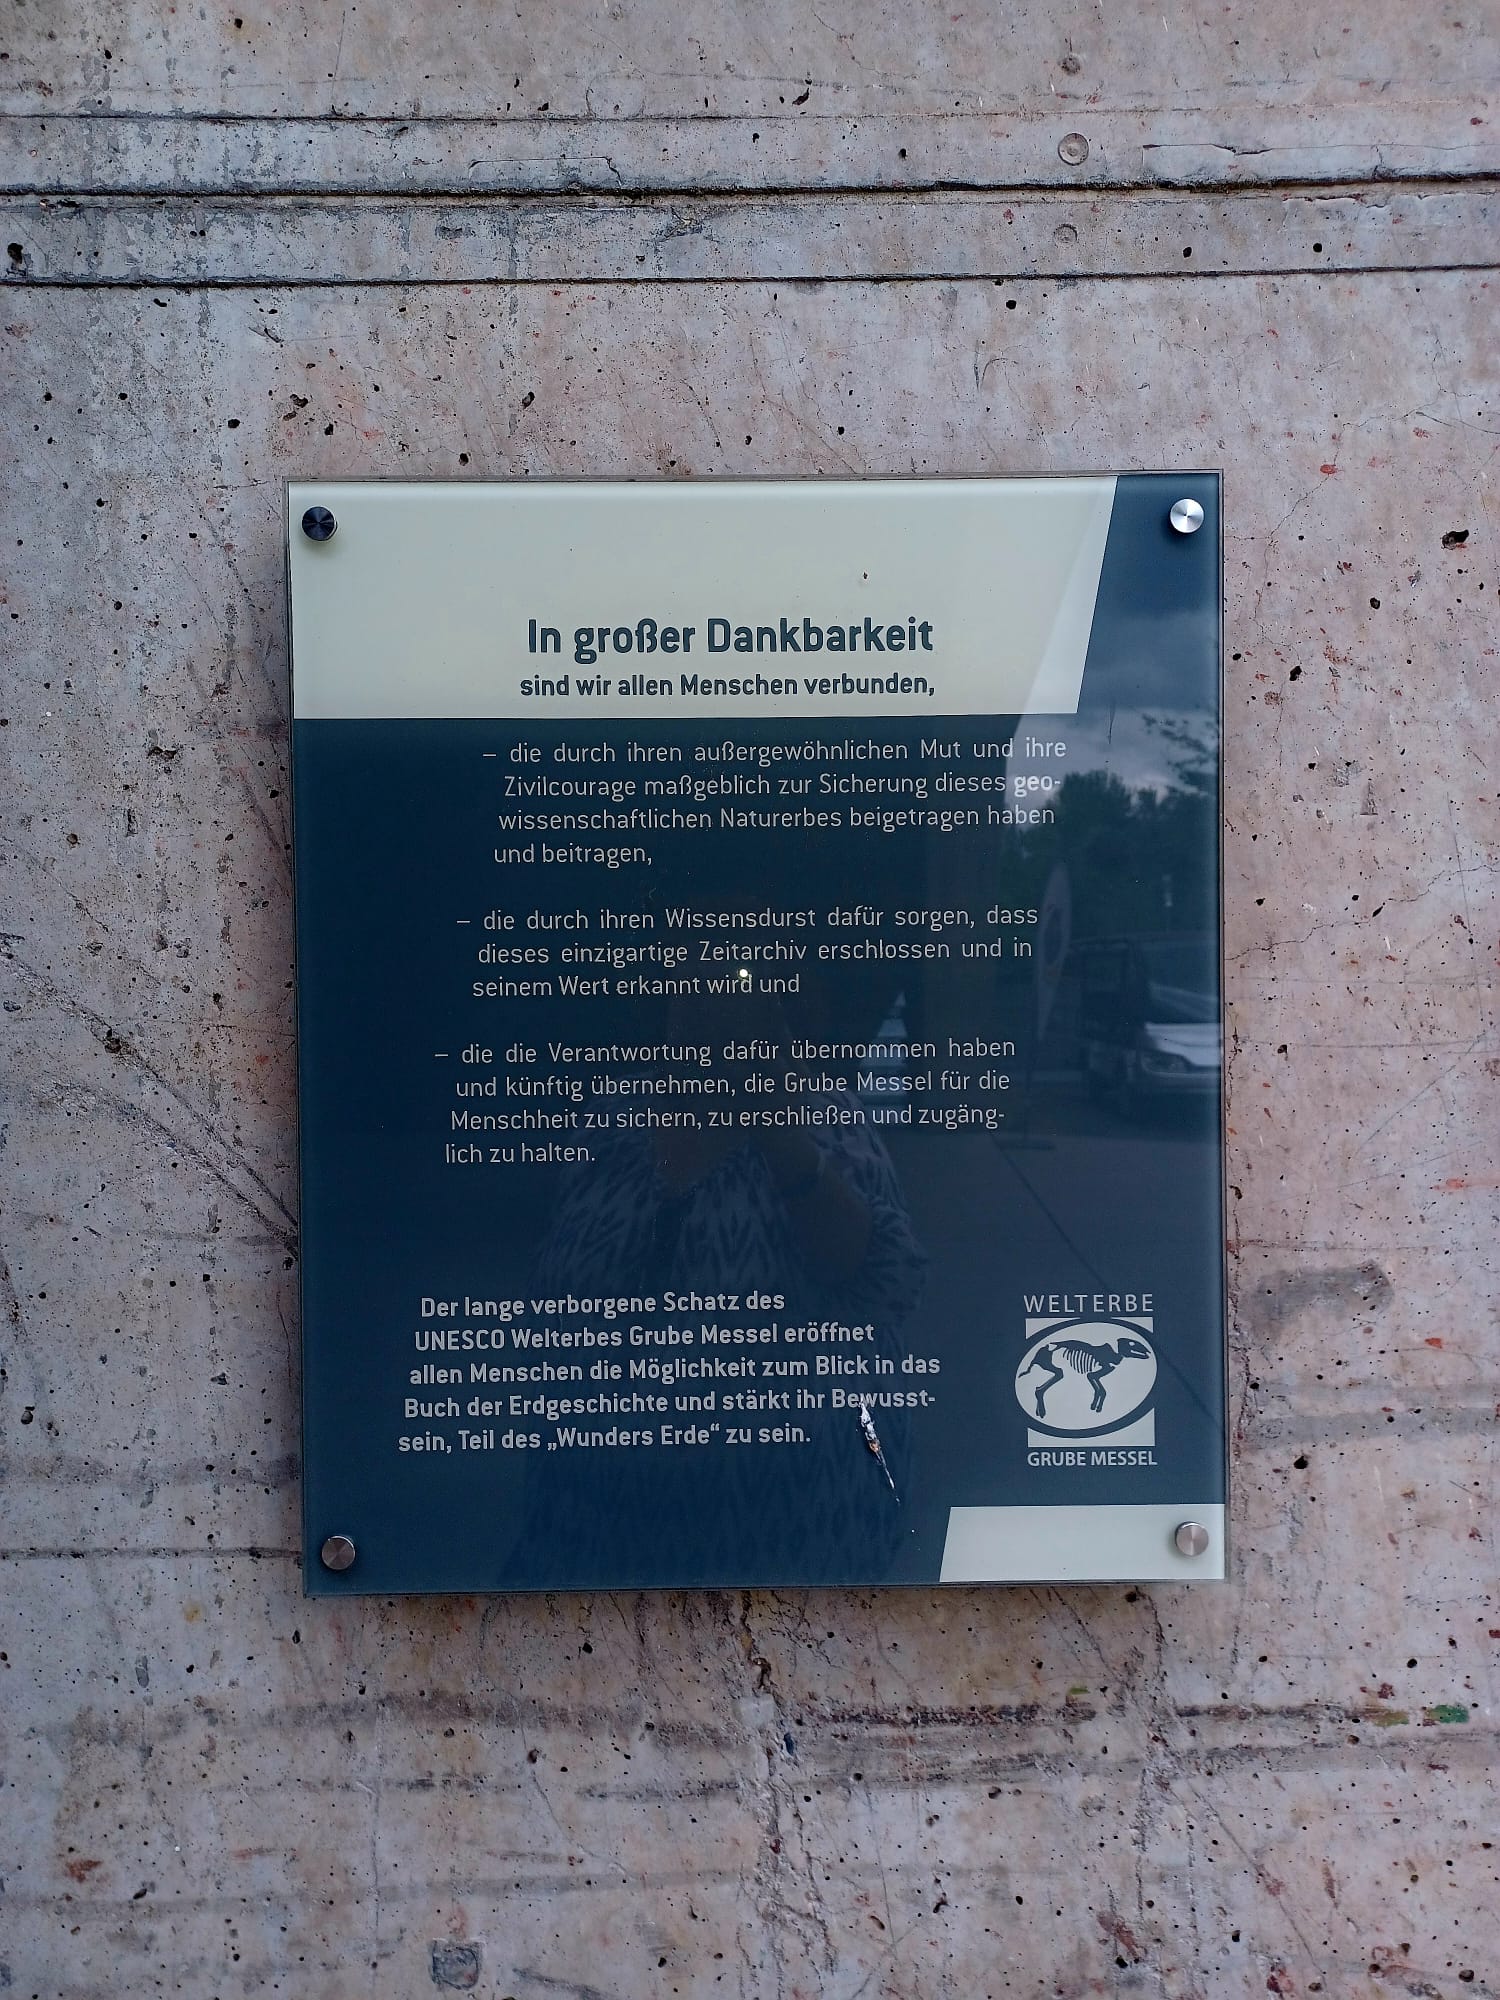 In großer Dankbarkeit
sind wir allen Menschen verbunden,
– die durch ihren außergewöhnlichen Mut und ihre
Zivilcourage maßgeblich zur Sicherung dieses geo-
wissenschaftlichen Naturerbes beigetragen haben
und beitragen,
– die durch ihren Wissensdurst dafür sorgen, dass
dieses einzigartige Zeitarchiv erschlossen und in
seinem Wert erkannt wird und
– die die Verantwortung dafür übernommen haben
und künftig übernehmen, die Grube Messel für die
Menschheit zu sichern, zu erschließen und zugäng-
lich zu halten.
Der lange verborgene Schatz des
UNESCO Welterbes Grube Messel eröffnet
allen Menschen die Möglichkeit zum Blick in das
Buch der Erdgeschichte und stärkt ihr Bewusst-
sein, Teil des „Wunders Erde“ zu sein.
WELTERBE
GRUBE MESSEL